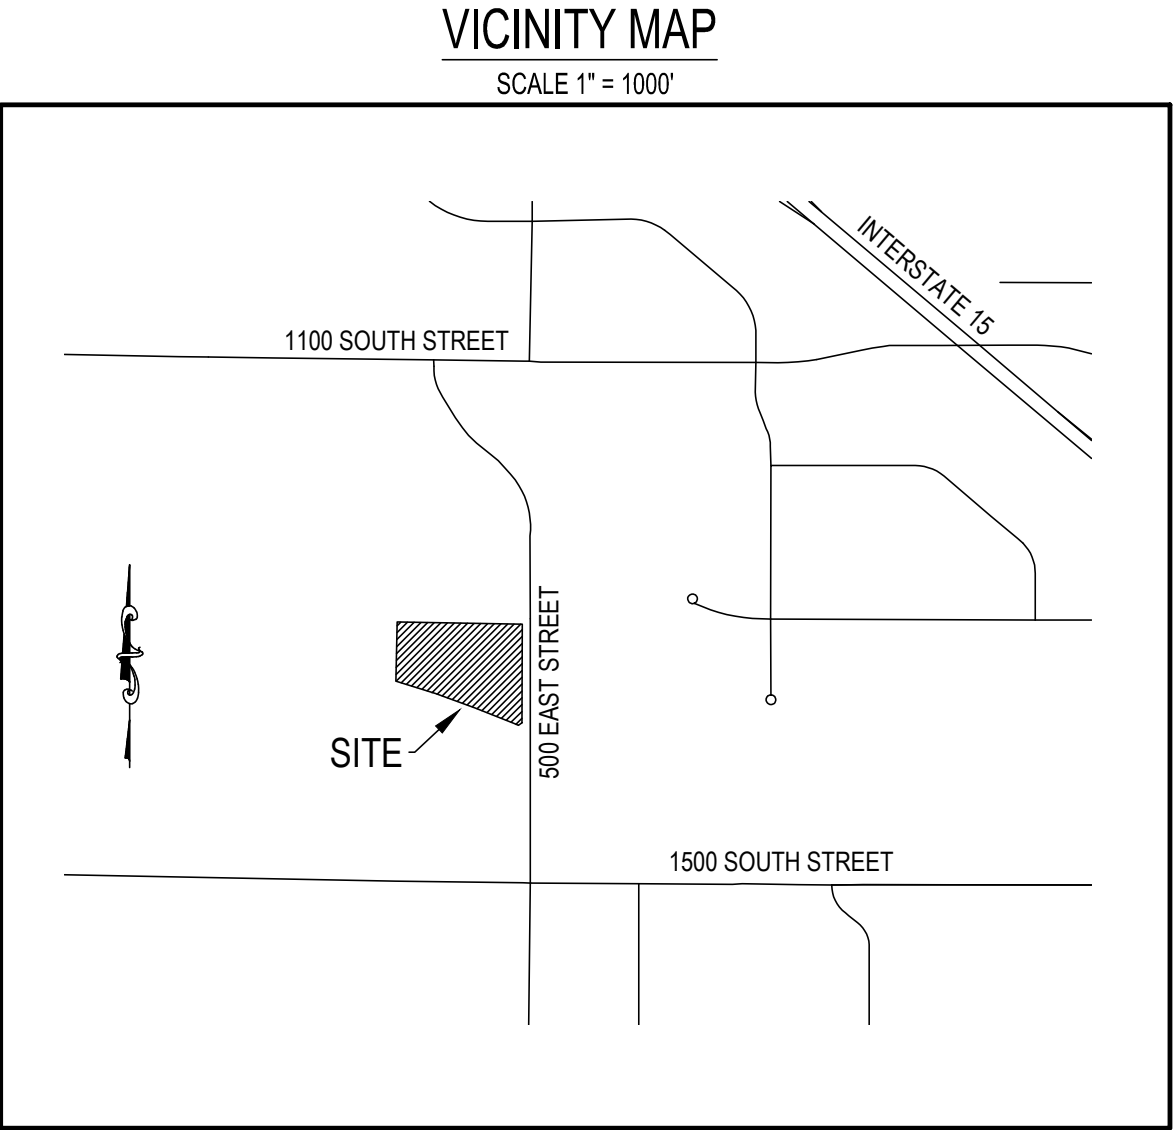 VICINITY MAP
SCALE 1" = 1000'
INTERSTATE 15
1100 SOUTH STREET
500 EAST STREET
SITE
1500 SOUTH STREET